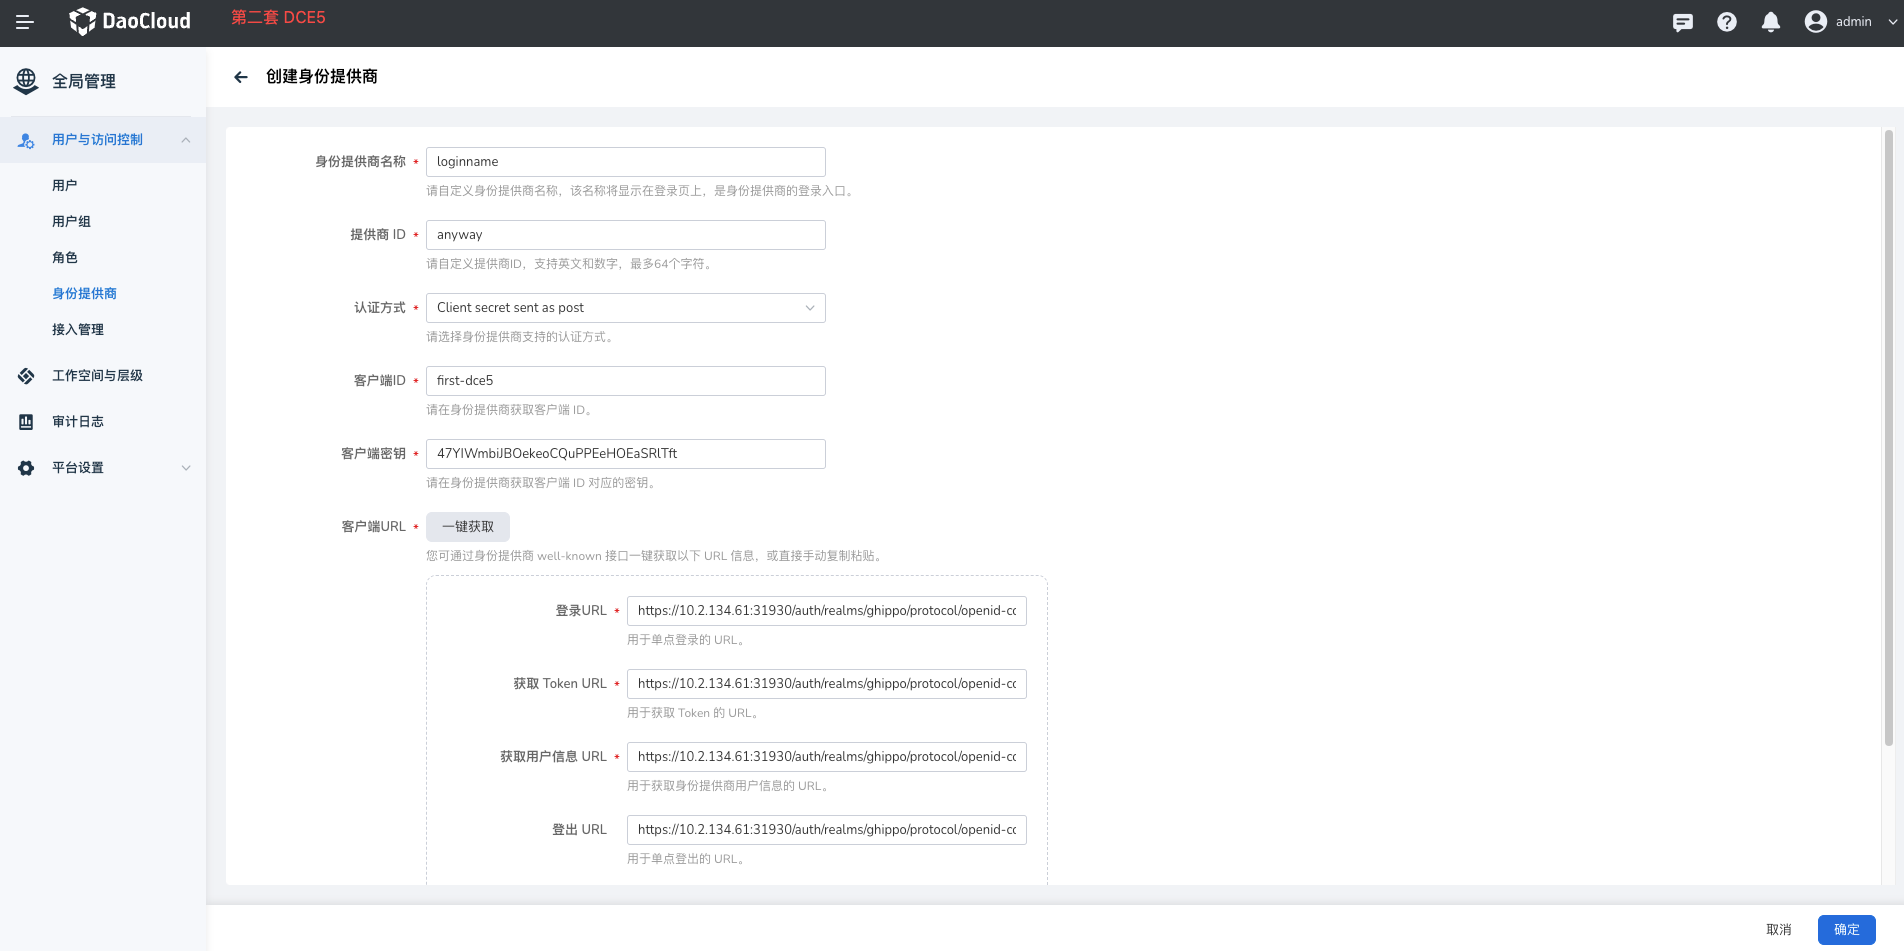 DaoCloud
第二套 DCE5
admin
全局管理
用户与访问控制
用户
用户组
角色
身份提供商
接入管理
工作空间与层级
审计日志
平台设置
创建身份提供商
身份提供商名称 * loginname
请自定义身份提供商名称，该名称将显示在登录页上，是身份提供商的登录入口。
提供商 ID * anyway
请自定义提供商ID，支持英文和数字，最多64个字符。
认证方式 * Client secret sent as post
请选择身份提供商支持的认证方式。
客户端ID * first-dce5
请在身份提供商获取客户端 ID。
客户端密钥 * 47YIWmbiJBOekeoCQuPPEeHOEaSRlTft
请在身份提供商获取客户端 ID 对应的密钥。
客户端URL * 一键获取
您可通过身份提供商 well-known 接口一键获取以下 URL 信息，或直接手动复制粘贴。
登录URL * https://10.2.134.61:31930/auth/realms/ghippo/protocol/openid-cc
用于单点登录的 URL。
获取 Token URL * https://10.2.134.61:31930/auth/realms/ghippo/protocol/openid-cc
用于获取 Token 的 URL。
获取用户信息 URL * https://10.2.134.61:31930/auth/realms/ghippo/protocol/openid-cc
用于获取身份提供商用户信息的 URL。
登出 URL https://10.2.134.61:31930/auth/realms/ghippo/protocol/openid-cc
用于单点登出的 URL。
取消
确定